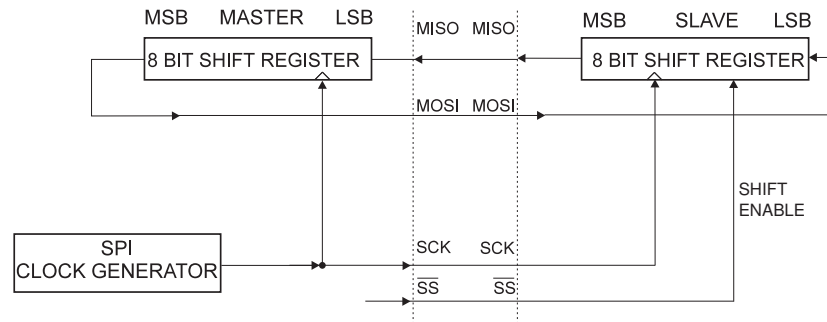 MSB MASTER LSB
MISO MISO
MSB SLAVE LSB
8 BIT SHIFT REGISTER
8 BIT SHIFT REGISTER
MOSI MOSI
SHIFT
ENABLE
SPI
CLOCK GENERATOR
SCK SCK
SS SS